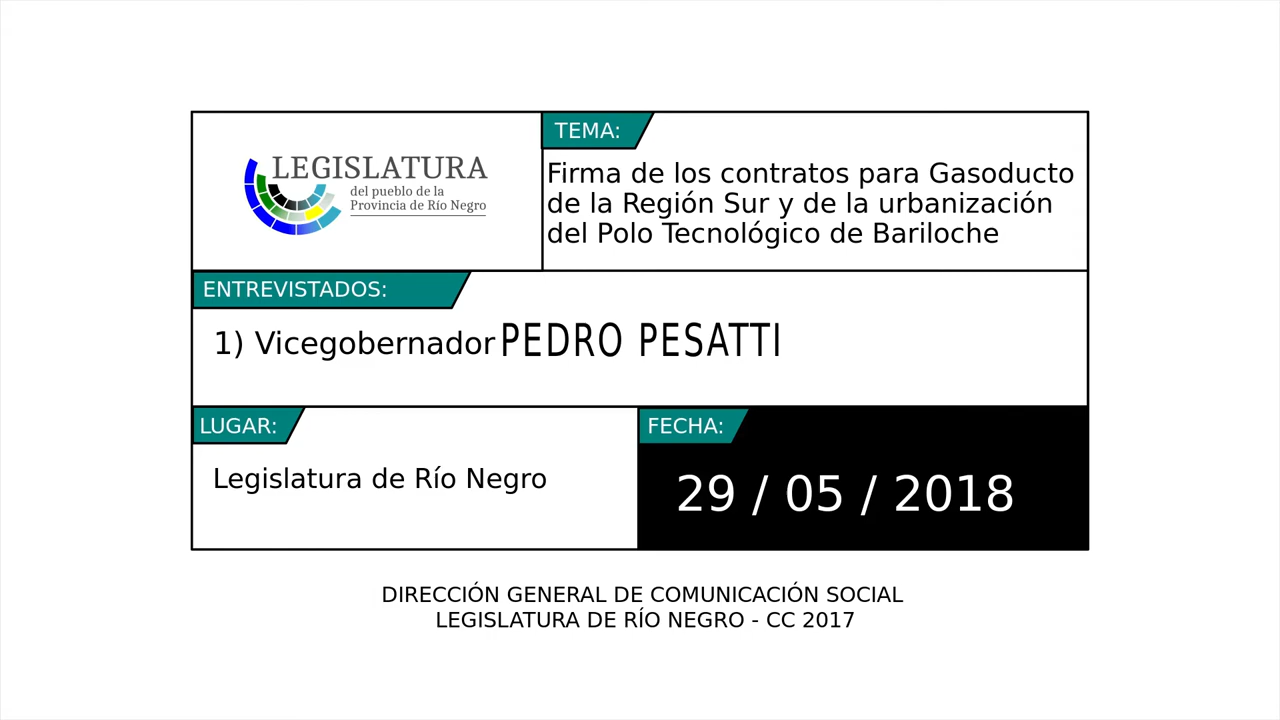 LEGISLATURA
del pueblo de la
Provincia de Río Negro
TEMA:
Firma de los contratos para Gasoducto
de la Región Sur y de la urbanización
del Polo Tecnológico de Bariloche
ENTREVISTADOS:
1) Vicegobernador PEDRO PESATTI
LUGAR:
Legislatura de Río Negro
FECHA:
29 / 05 / 2018
DIRECCIÓN GENERAL DE COMUNICACIÓN SOCIAL
LEGISLATURA DE RÍO NEGRO - CC 2017